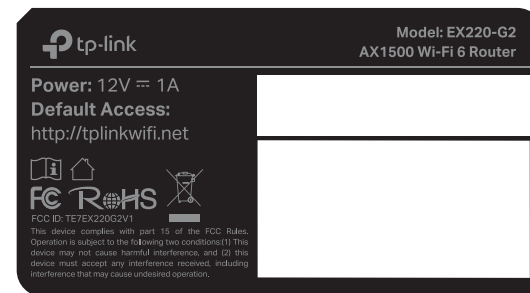 tp-link
Model: EX220-G2
AX1500 Wi-Fi 6 Router
Power: 12V ⎓ 1A
Default Access:
http://tplinkwifi.net
FC RoHS
FCC ID: TE7EX220G2V1
This device complies with part 15 of the FCC Rules.
Operation is subject to the following two conditions:(1) This
device may not cause harmful interference, and (2) this
device must accept any interference received, including
interference that may cause undesired operation.